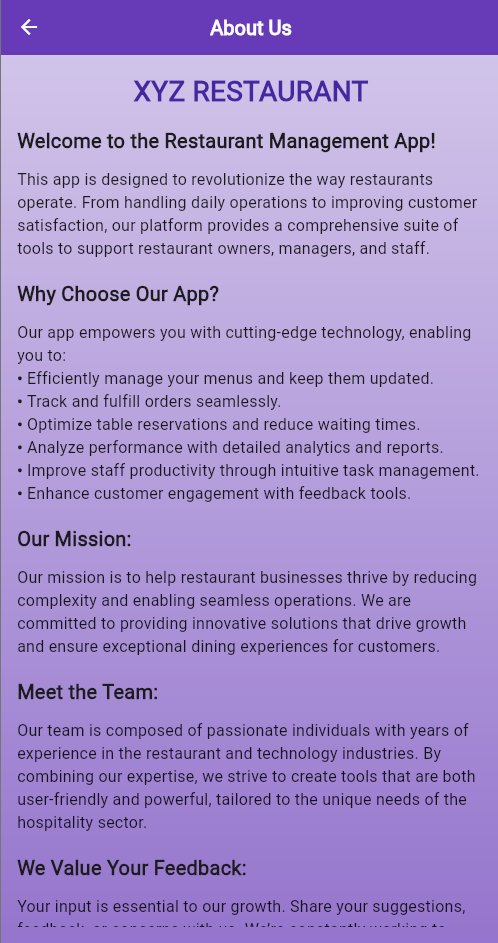 About Us
XYZ RESTAURANT
Welcome to the Restaurant Management App!
This app is designed to revolutionize the way restaurants
operate. From handling daily operations to improving customer
satisfaction, our platform provides a comprehensive suite of
tools to support restaurant owners, managers, and staff.
Why Choose Our App?
Our app empowers you with cutting-edge technology, enabling
you to:
• Efficiently manage your menus and keep them updated.
• Track and fulfill orders seamlessly.
• Optimize table reservations and reduce waiting times.
• Analyze performance with detailed analytics and reports.
• Improve staff productivity through intuitive task management.
• Enhance customer engagement with feedback tools.
Our Mission:
Our mission is to help restaurant businesses thrive by reducing
complexity and enabling seamless operations. We are
committed to providing innovative solutions that drive growth
and ensure exceptional dining experiences for customers.
Meet the Team:
Our team is composed of passionate individuals with years of
experience in the restaurant and technology industries. By
combining our expertise, we strive to create tools that are both
user-friendly and powerful, tailored to the unique needs of the
hospitality sector.
We Value Your Feedback:
Your input is essential to our growth. Share your suggestions,
feedback, or concerns with us. We're constantly working to